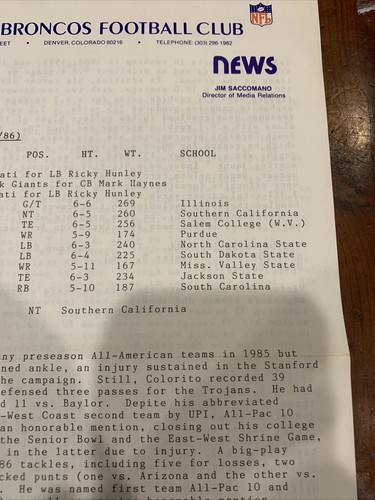 NFL
BRONCOS FOOTBALL CLUB
EET • DENVER, COLORADO 80216 • TELEPHONE: (303) 296-1982
NEWS
JIM SACCOMANO
Director of Media Relations
/86)
POS. HT. WT. SCHOOL
ati for LB Ricky Hunley
k Giants for CB Mark Haynes
ati for LB Ricky Hunley
G/T 6-6 269 Illinois
NT 6-5 260 Southern California
TE 6-5 256 Salem College (W.V.)
WR 5-9 174 Purdue
LB 6-3 240 North Carolina State
LB 6-4 225 South Dakota State
WR 5-11 167 Miss. Valley State
TE 6-3 234 Jackson State
RB 5-10 187 South Carolina
NT Southern California
ny preseason All-American teams in 1985 but
ned ankle, an injury sustained in the Stanford
he campaign. Still, Colorito recorded 39
efensed three passes for the Trojans. He had
d 11 vs. Baylor. Despite his abbreviated
-West Coast second team by UPI, All-Pac 10
an honorable mention, closing out his college
the Senior Bowl and the East-West Shrine Game,
in the latter due to injury. A big-play
86 tackles, including five for losses, two
cked punts (one vs. Arizona and the other vs.
. He was named first team All-Pac 10 and